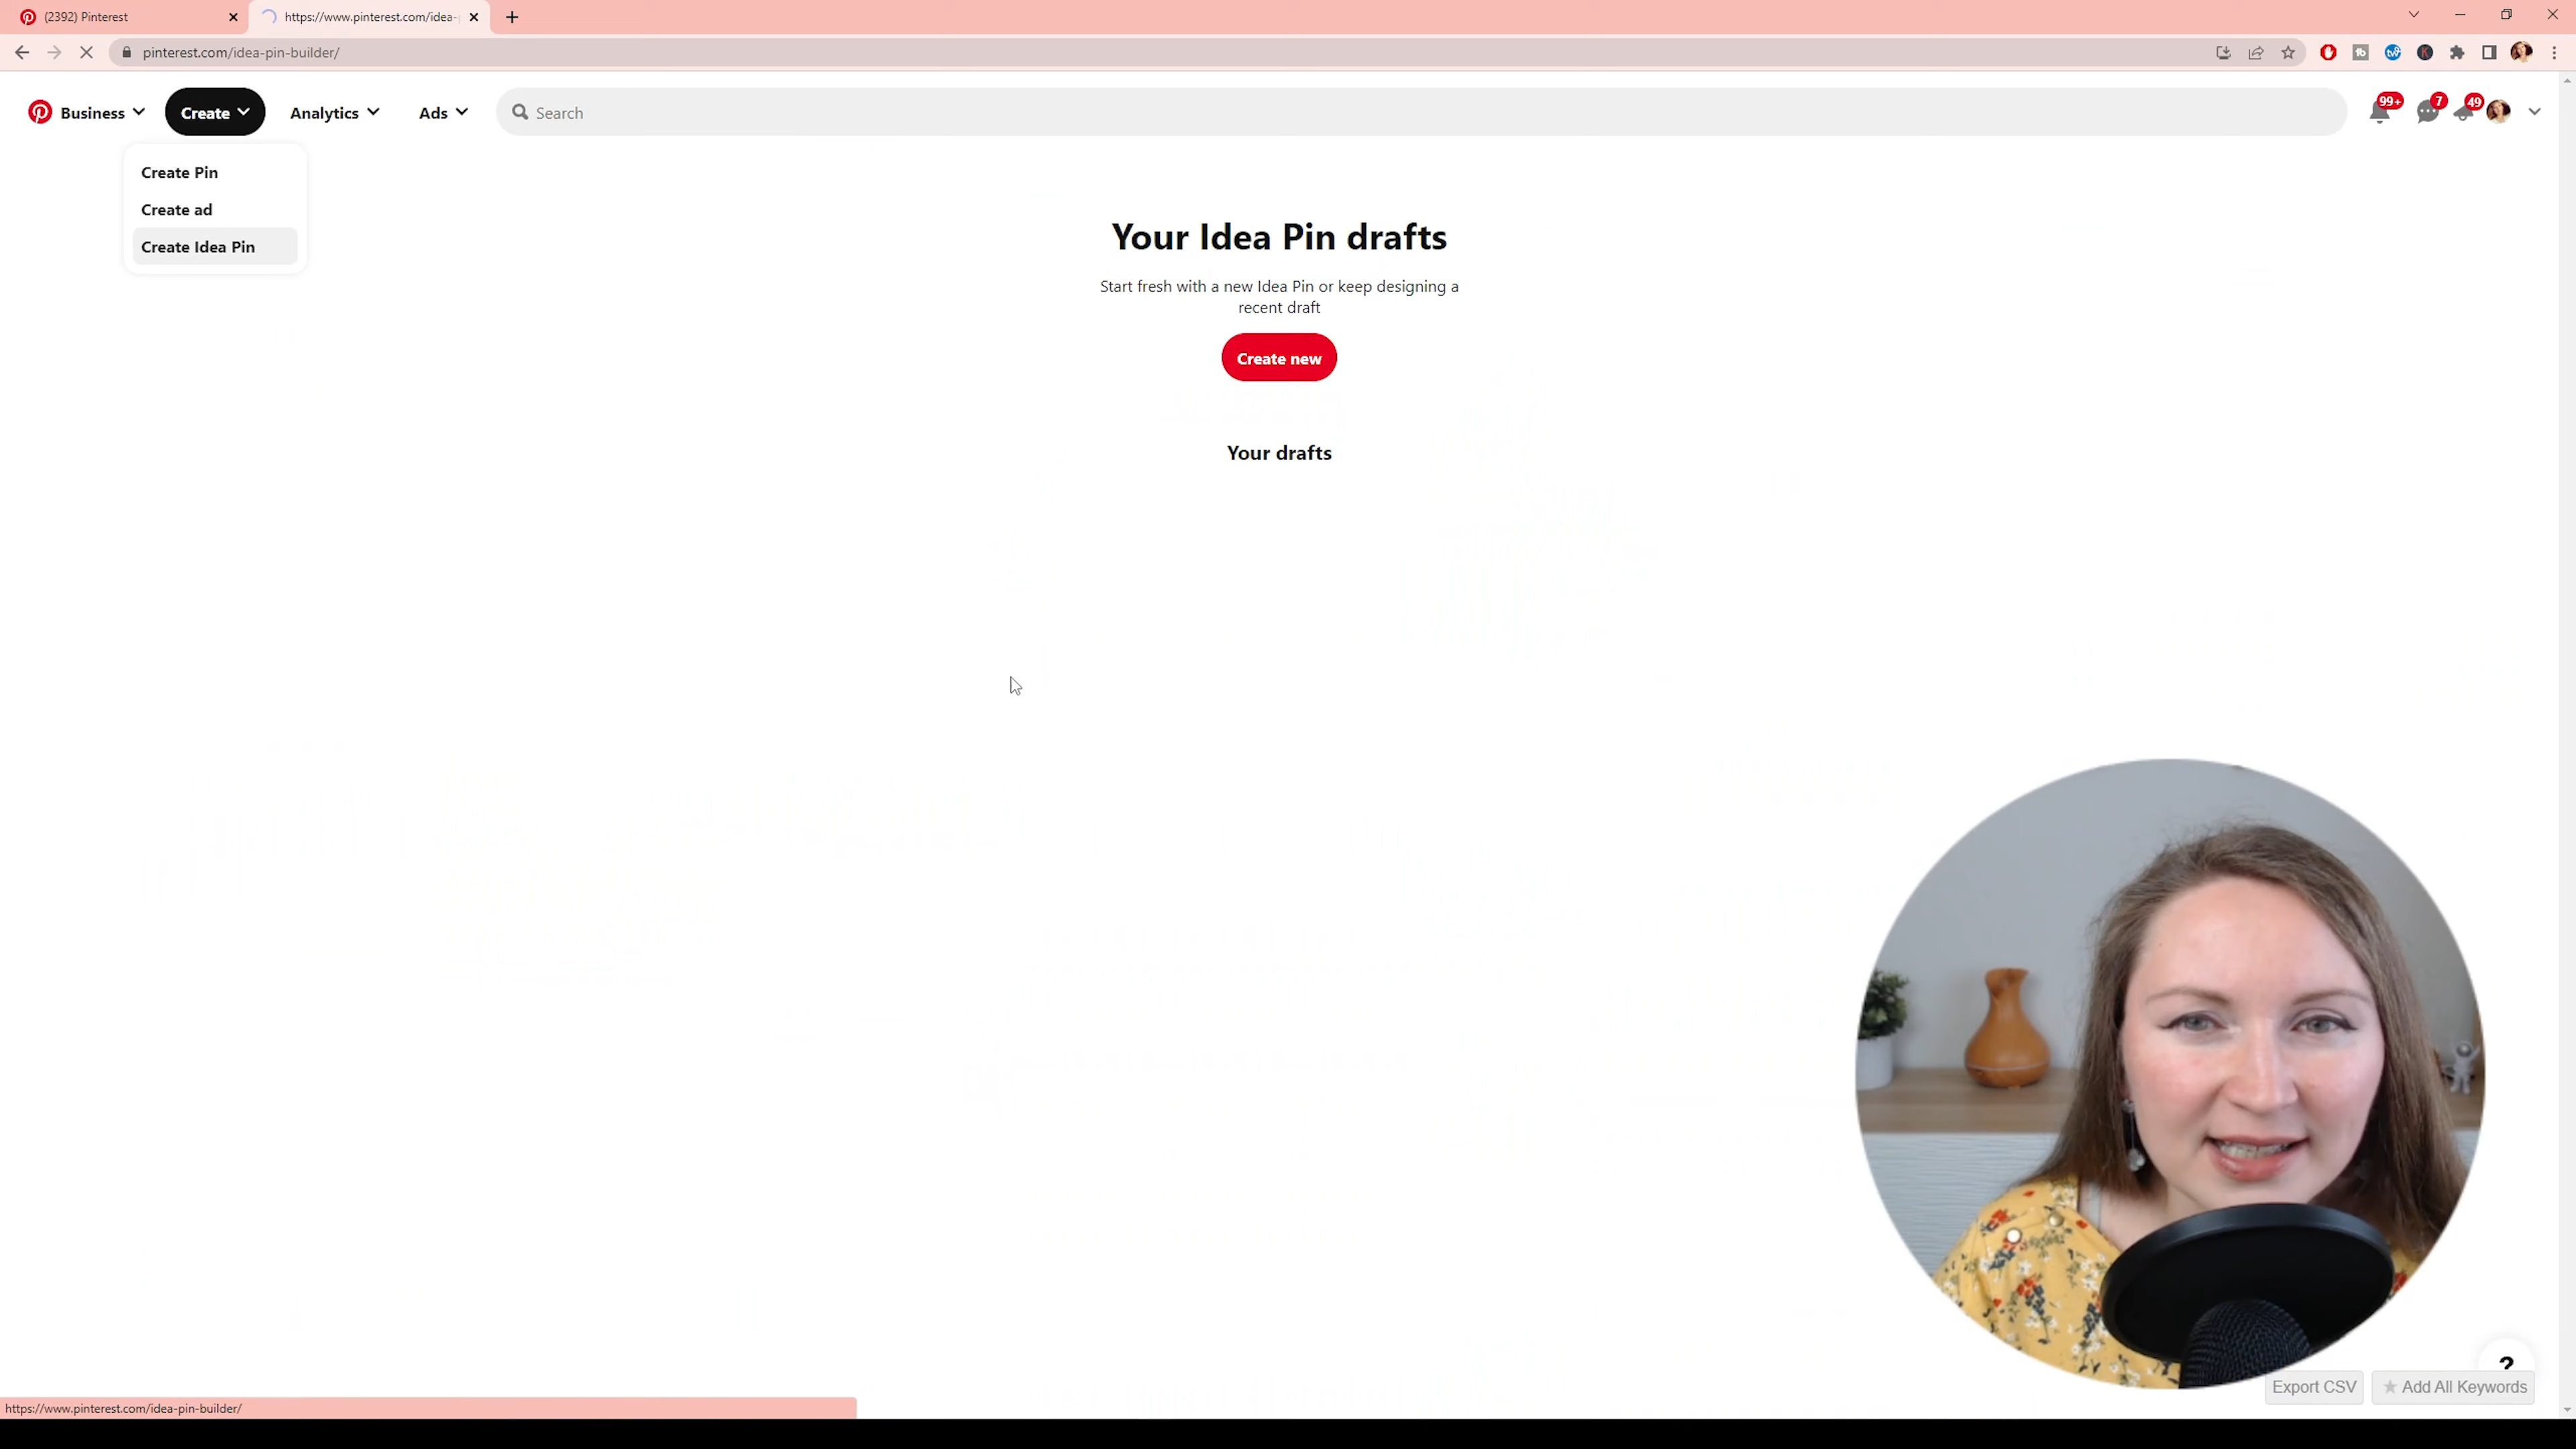 (2392) Pinterest
https://www.pinterest.com/idea-
pinterest.com/idea-pin-builder/
Business
Create
Analytics
Ads
Search
99+
7
49
Create Pin
Create ad
Create Idea Pin
Your Idea Pin drafts
Start fresh with a new Idea Pin or keep designing a
recent draft
Create new
Your drafts
?
Export CSV
Add All Keywords
https://www.pinterest.com/idea-pin-builder/